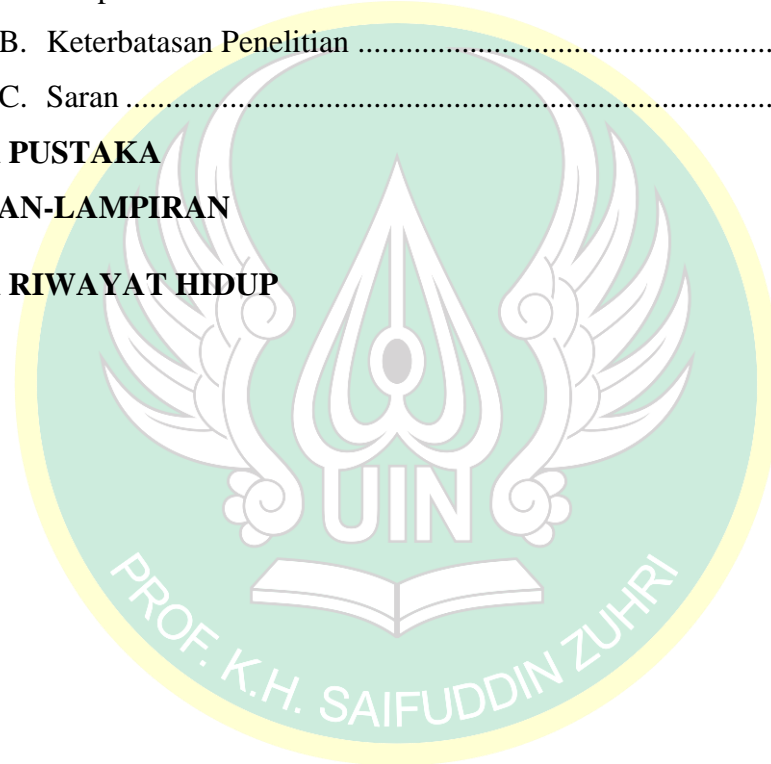 B. Keterbatasan Penelitian ....................................................
C. Saran .................................................................................
PUSTAKA
AN-LAMPIRAN
RIWAYAT HIDUP
UIN
PROF. K.H. SAIFUDDIN ZUHRI